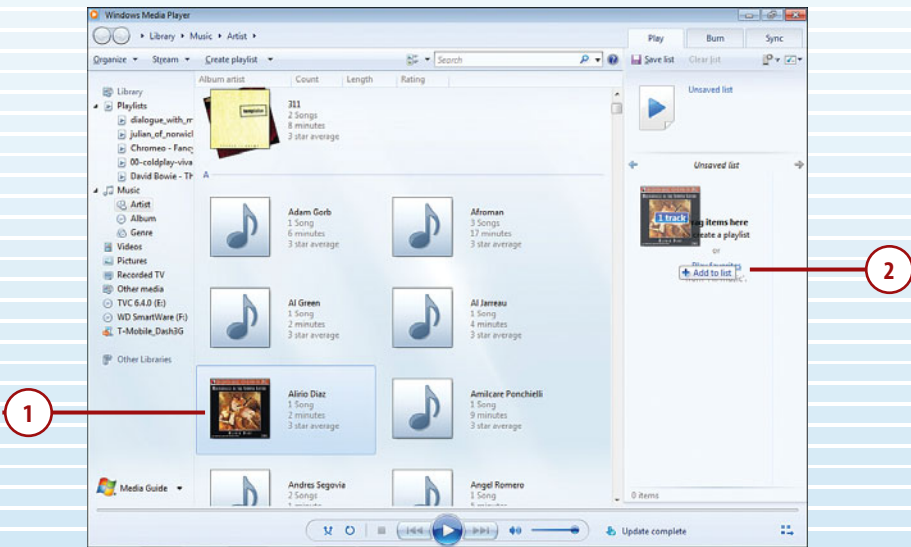 Windows Media Player
Library ▸ Music ▸ Artist ▸
Play Burn Sync
Organize Stream Create playlist Search
Save list Clear list
Album artist Count Length Rating
Library
Playlists
dialogue_with_m
julian_of_norwicl
Chromeo - Fancy
00-coldplay-viva
David Bowie - Th
Music
Artist
Album
Genre
Videos
Pictures
Recorded TV
Other media
TVC 6.4.0 (E:)
WD SmartWare (F:)
T-Mobile_Dash3G
Other Libraries
Media Guide
311
2 Songs
8 minutes
3 star average
A
Adam Gorb
1 Song
6 minutes
3 star average
Afroman
3 Songs
17 minutes
3 star average
Al Green
1 Song
2 minutes
3 star average
Al Jarreau
1 Song
4 minutes
3 star average
Alirio Diaz
1 Song
2 minutes
3 star average
Amilcare Ponchielli
1 Song
9 minutes
3 star average
Andres Segovia
2 Songs
Angel Romero
1 Song
Unsaved list
Unsaved list
1 track
items here
create a playlist
or
Add to list
0 items
Update complete
1
2